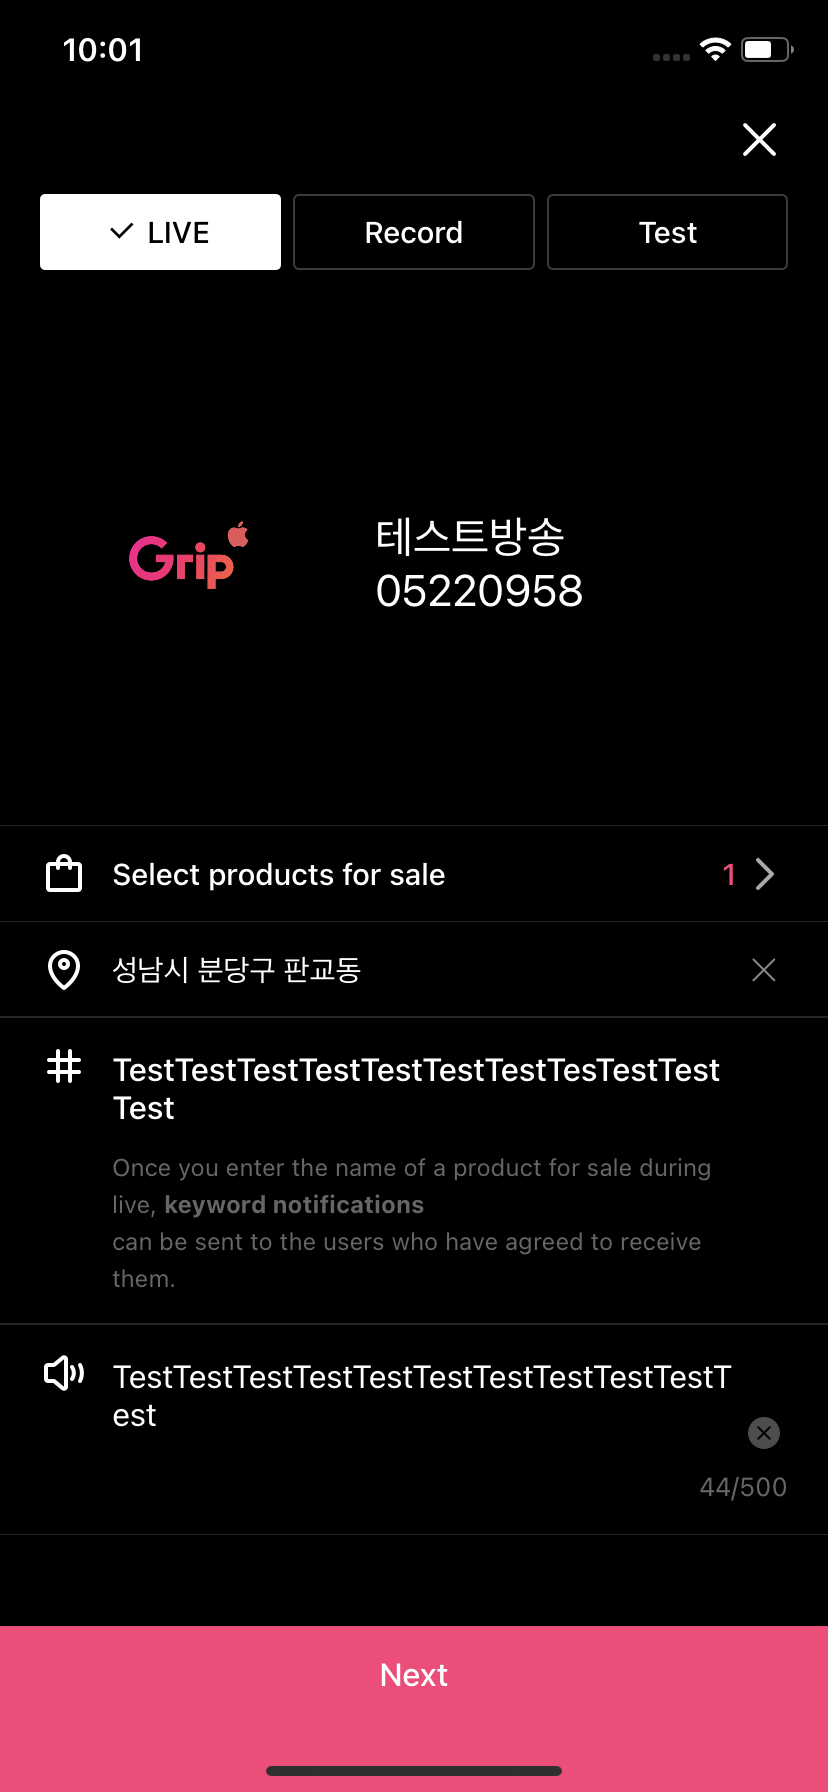 10:01
LIVE
Record
Test
Grip
테스트방송
05220958
Select products for sale
1
성남시 분당구 판교동
TestTestTestTestTestTestTestTesTestTest
Test
Once you enter the name of a product for sale during
live, keyword notifications
can be sent to the users who have agreed to receive
them.
TestTestTestTestTestTestTestTestTestTestT
est
44/500
Next